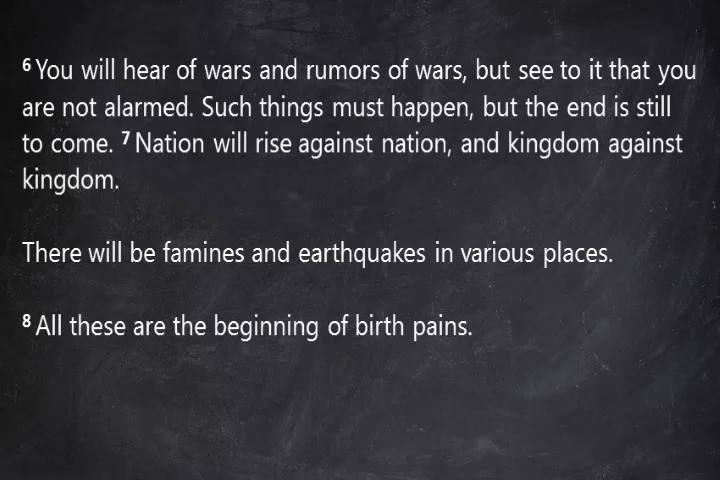 6 You will hear of wars and rumors of wars, but see to it that you
are not alarmed. Such things must happen, but the end is still
to come. 7 Nation will rise against nation, and kingdom against
kingdom.
There will be famines and earthquakes in various places.
8 All these are the beginning of birth pains.